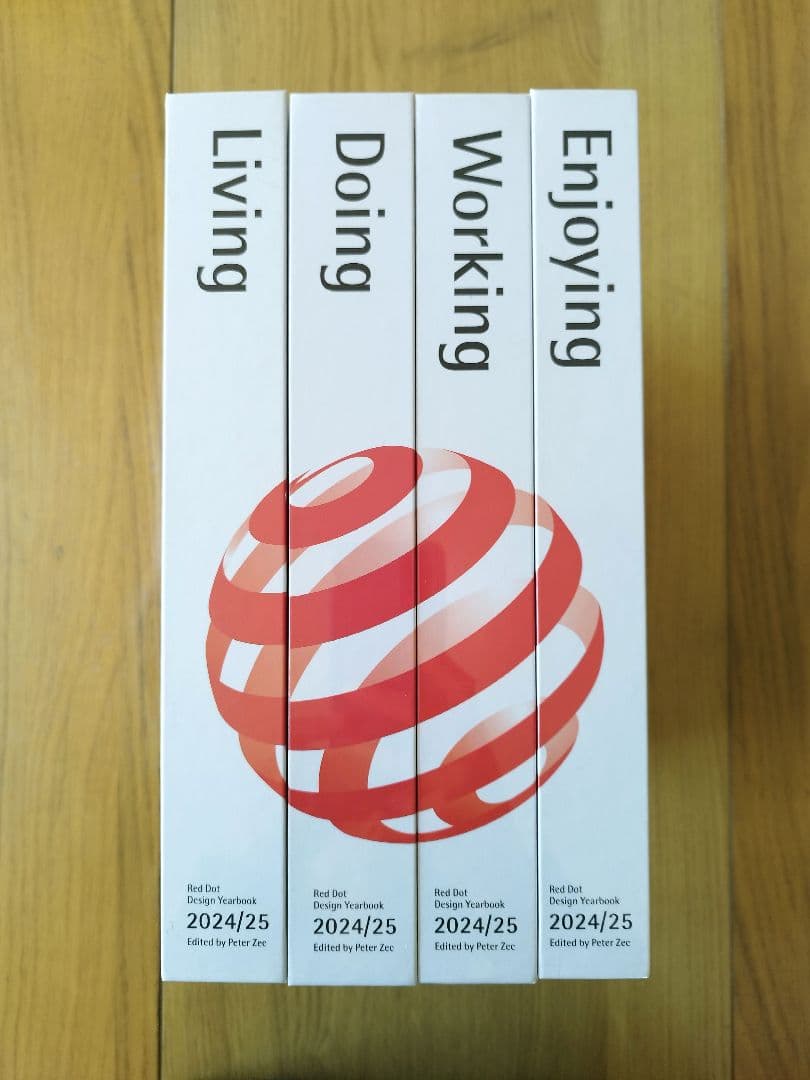 Living
Doing
Working
Enjoying
Red Dot
Design Yearbook
2024/25
Edited by Peter Zec
Red Dot
Design Yearbook
2024/25
Edited by Peter Zec
Red Dot
Design Yearbook
2024/25
Edited by Peter Zec
Red Dot
Design Yearbook
2024/25
Edited by Peter Zec